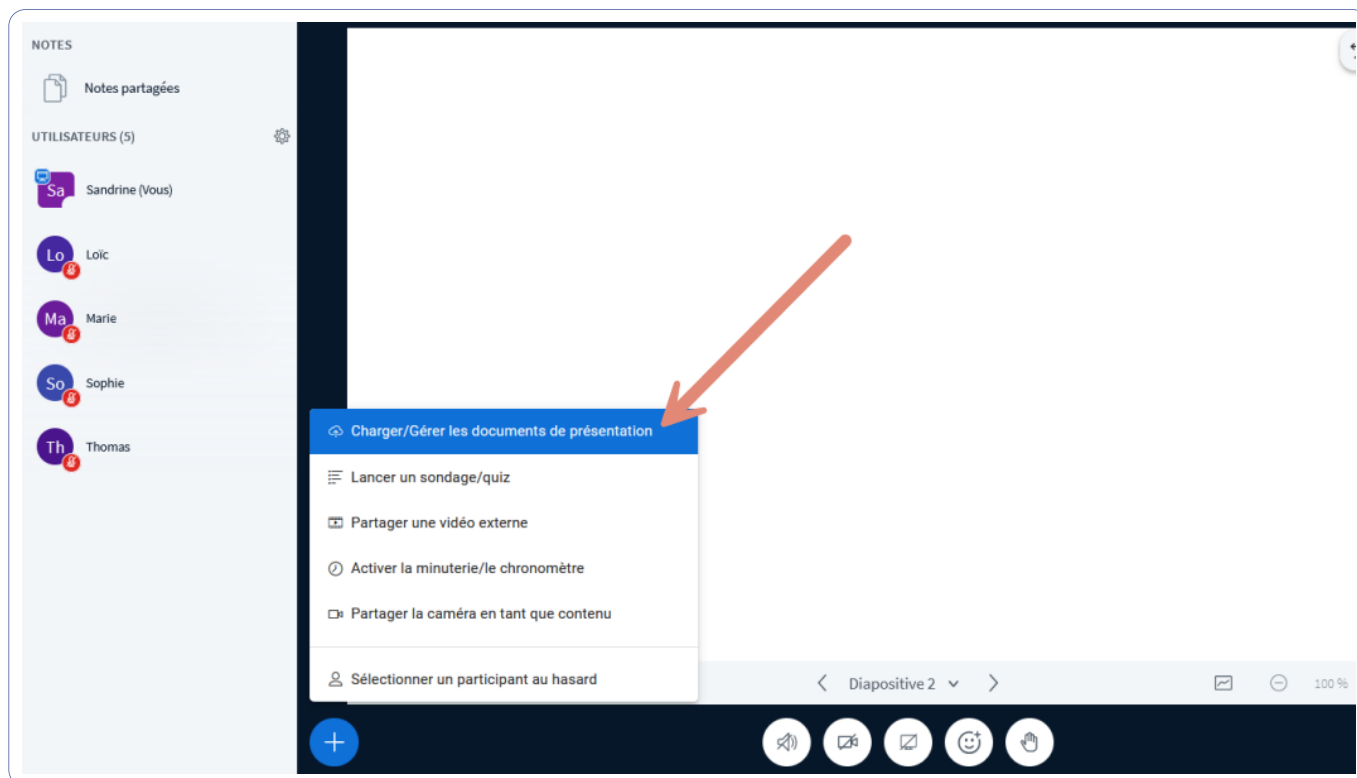 NOTES
Notes partagées
UTILISATEURS (5)
Sa
Sandrine (Vous)
Lo
Loïc
Ma
Marie
So
Sophie
Th
Thomas
Charger/Gérer les documents de présentation
Lancer un sondage/quiz
Partager une vidéo externe
Activer la minuterie/le chronomètre
Partager la caméra en tant que contenu
Sélectionner un participant au hasard
Diapositive 2
100 %